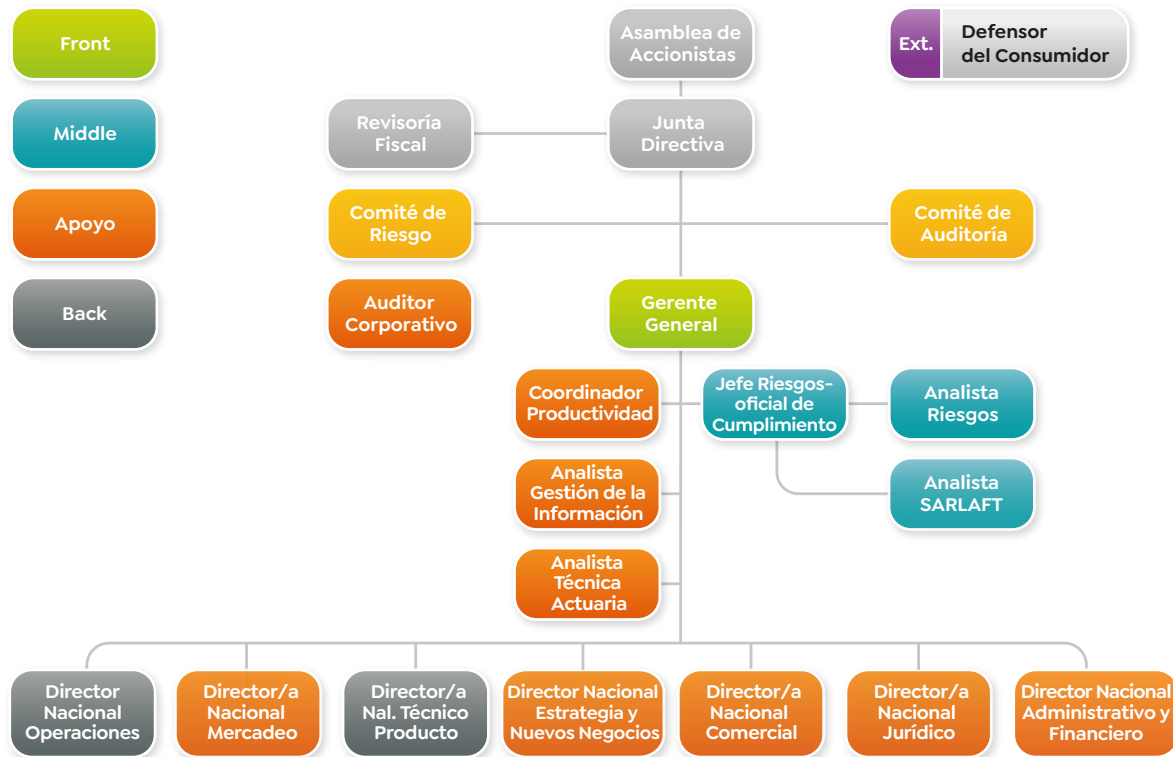 Front
Asamblea de
Accionistas
Ext.
Defensor
del Consumidor
Middle
Revisoría
Fiscal
Junta
Directiva
Apoyo
Comité de
Riesgo
Comité de
Auditoría
Back
Auditor
Corporativo
Gerente
General
Coordinador
Productividad
Jefe Riesgos-
oficial de
Cumplimiento
Analista
Riesgos
Analista
Gestión de la
Información
Analista
SARLAFT
Analista
Técnica
Actuaria
Director
Nacional
Operaciones
Director/a
Nacional
Mercadeo
Director/a
Nal. Técnico
Producto
Director Nacional
Estrategia y
Nuevos Negocios
Director/a
Nacional
Comercial
Director/a
Nacional
Jurídico
Director Nacional
Administrativo y
Financiero